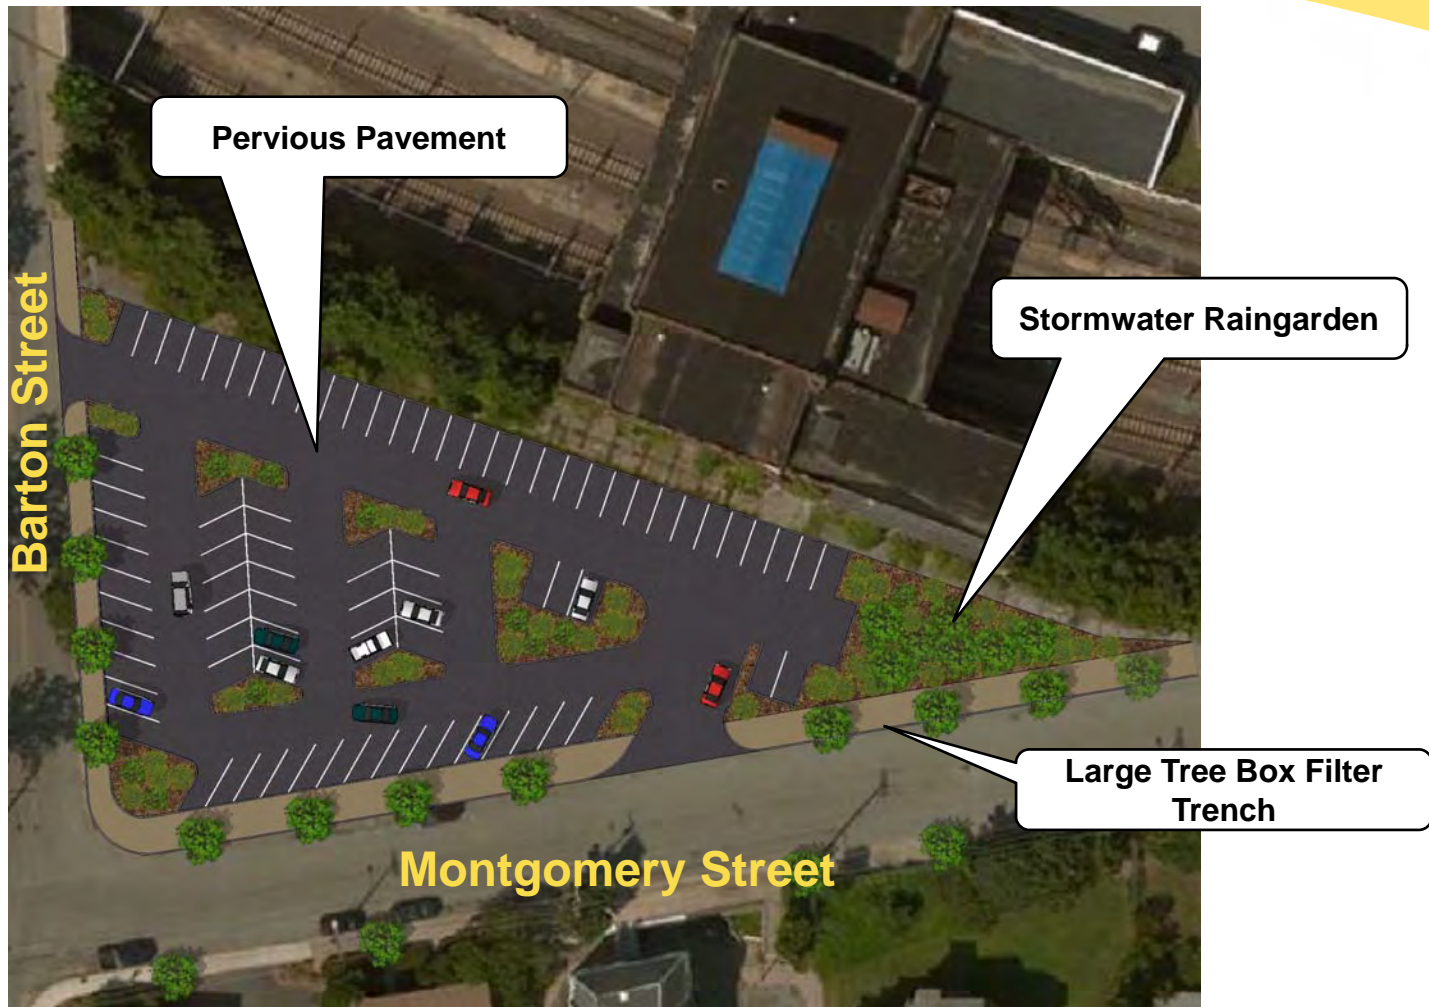 Pervious Pavement
Stormwater Raingarden
Barton Street
Large Tree Box Filter
Trench
Montgomery Street